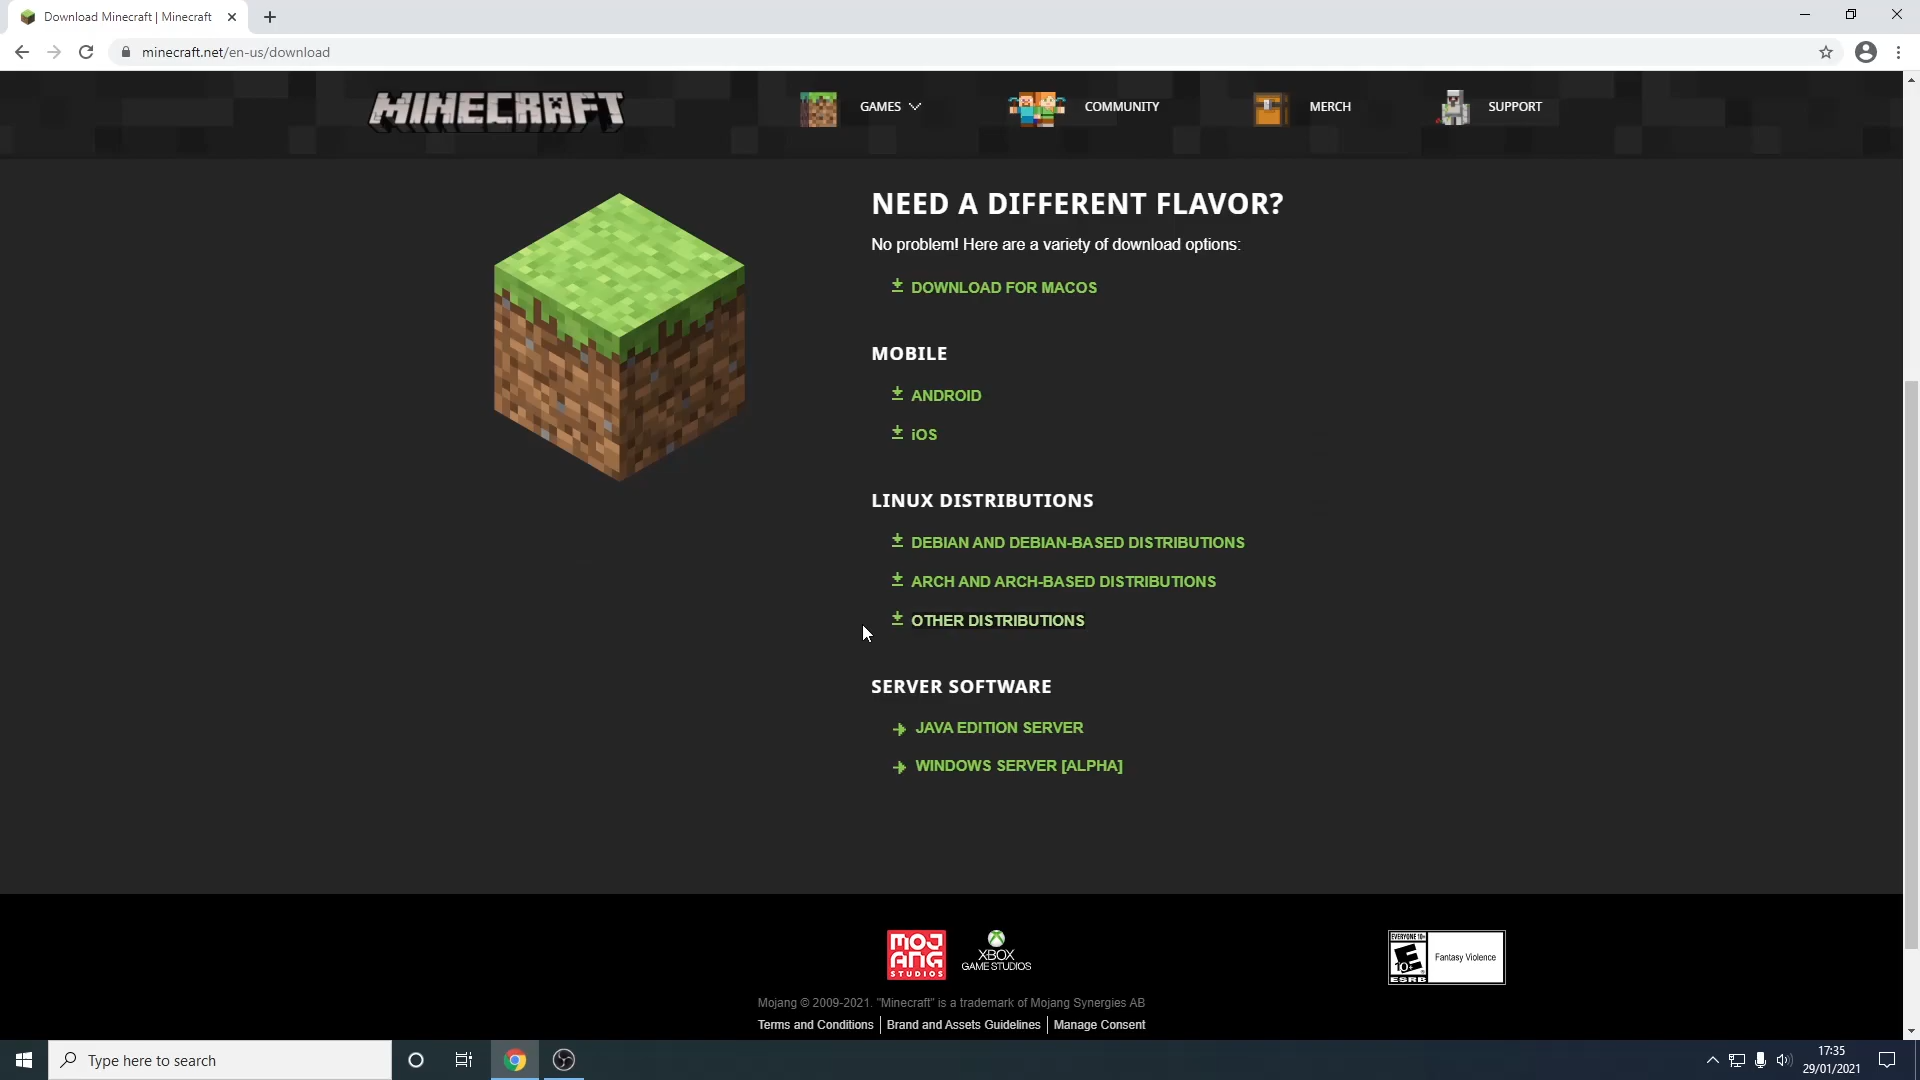 Download Minecraft | Minecraft
minecraft.net/en-us/download
MINECRAFT
GAMES
COMMUNITY
MERCH
SUPPORT
NEED A DIFFERENT FLAVOR?
No problem! Here are a variety of download options:
DOWNLOAD FOR MACOS
MOBILE
ANDROID
iOS
LINUX DISTRIBUTIONS
DEBIAN AND DEBIAN-BASED DISTRIBUTIONS
ARCH AND ARCH-BASED DISTRIBUTIONS
OTHER DISTRIBUTIONS
SERVER SOFTWARE
JAVA EDITION SERVER
WINDOWS SERVER [ALPHA]
MOJANG
STUDIOS
XBOX
GAME STUDIOS
EVERYONE 10+
E
10+
ESRB
Fantasy Violence
Mojang © 2009-2021. "Minecraft" is a trademark of Mojang Synergies AB
Terms and Conditions
Brand and Assets Guidelines
Manage Consent
Type here to search
17:35
29/01/2021